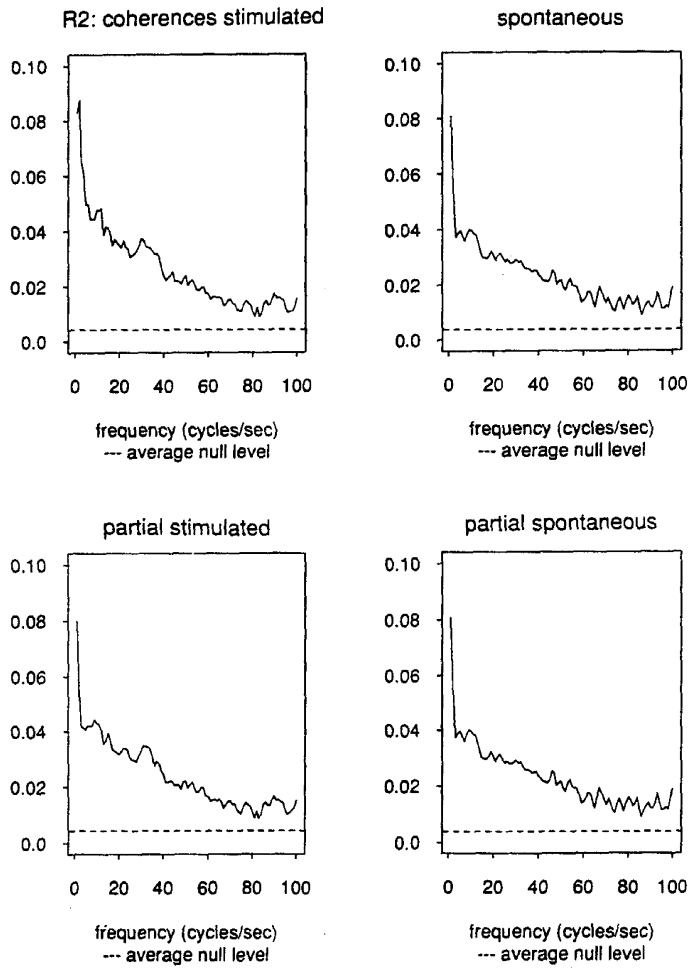 R2: coherences stimulated
0.10
0.08
0.06
0.04
0.02
0.0
0 20 40 60 80 100
frequency (cycles/sec)
--- average null level
spontaneous
0.10
0.08
0.06
0.04
0.02
0.0
0 20 40 60 80 100
frequency (cycles/sec)
--- average null level
partial stimulated
0.10
0.08
0.06
0.04
0.02
0.0
0 20 40 60 80 100
frequency (cycles/sec)
--- average null level
partial spontaneous
0.10
0.08
0.06
0.04
0.02
0.0
0 20 40 60 80 100
frequency (cycles/sec)
--- average null level